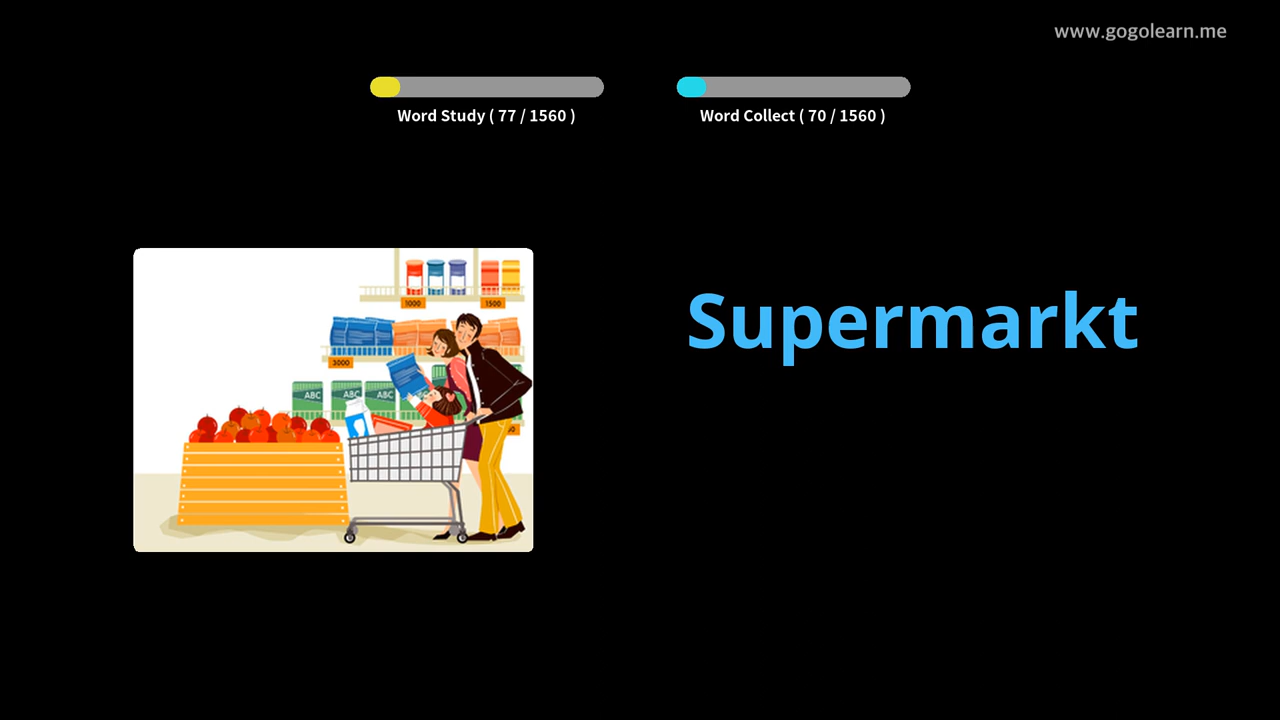 www.gogolearn.me
Word Study ( 77 / 1560 )
Word Collect ( 70 / 1560 )
Supermarkt
1000
1500
3000
ABC
ABC
ABC